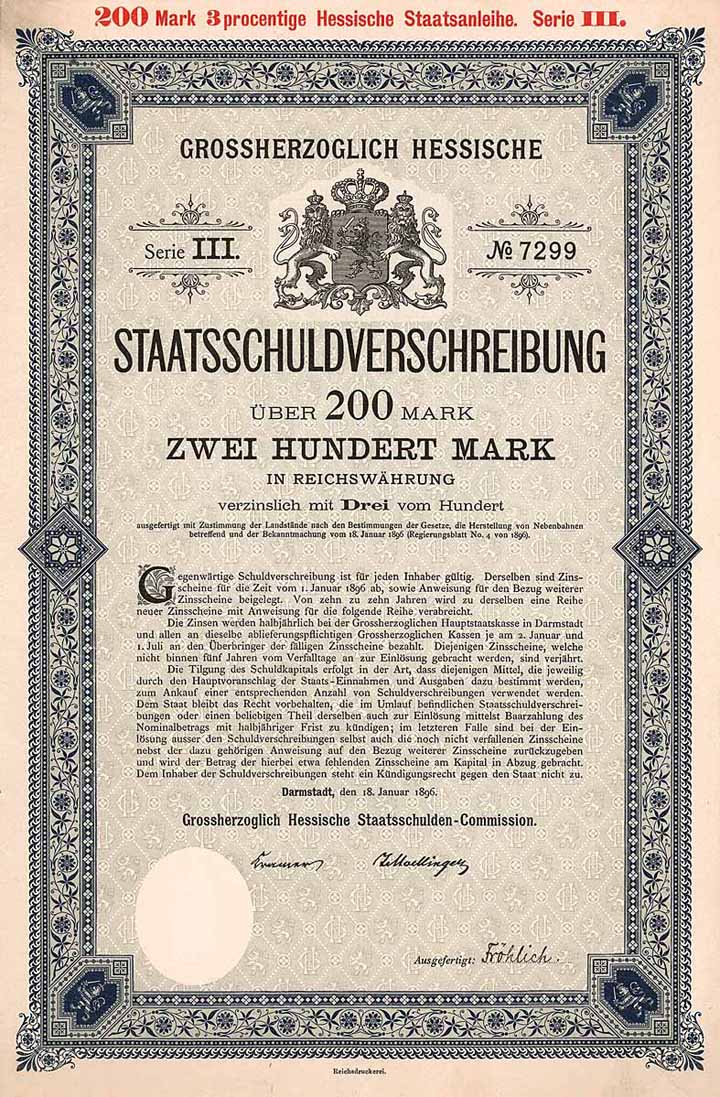 200 Mark 3procentige Hessische Staatsanleihe. Serie III.
GROSSHERZOGLICH HESSISCHE
Serie III.
№ 7299
STAATSSCHULDVERSCHREIBUNG
ÜBER 200 MARK
ZWEI HUNDERT MARK
IN REICHSWÄHRUNG
verzinslich mit Drei vom Hundert
ausgefertigt mit Zustimmung der Landstände nach den Bestimmungen der Gesetze, die Herstellung von Nebenbahnen
betreffend und der Bekanntmachung vom 18. Januar 1896 (Regierungsblatt No. 4 von 1896).
Gegenwärtige Schuldverschreibung ist für jeden Inhaber gültig. Derselben sind Zins-
scheine für die Zeit vom 1. Januar 1896 ab, sowie Anweisung für den Bezug weiterer
Zinsscheine beigelegt. Von zehn zu zehn Jahren wird zu derselben eine Reihe
neuer Zinsscheine mit Anweisung für die folgende Reihe verabreicht.
Die Zinsen werden halbjährlich bei der Grossherzoglichen Hauptstaatskasse in Darmstadt
und allen an dieselbe ablieferungspflichtigen Grossherzoglichen Kassen je am 2. Januar und
1. Juli an den Überbringer der fälligen Zinsscheine bezahlt. Diejenigen Zinsscheine, welche
nicht binnen fünf Jahren vom Verfalltage an zur Einlösung gebracht werden, sind verjährt.
Die Tilgung des Schuldkapitals erfolgt in der Art, dass diejenigen Mittel, die jeweilig
durch den Hauptvoranschlag der Staats-Einnahmen und Ausgaben dazu bestimmt werden,
zum Ankauf einer entsprechenden Anzahl von Schuldverschreibungen verwendet werden.
Dem Staat bleibt das Recht vorbehalten, die im Umlauf befindlichen Staatsschuldverschrei-
bungen oder einen beliebigen Theil derselben auch zur Einlösung mittelst Baarzahlung des
Nominalbetrags mit halbjähriger Frist zu kündigen; im letzteren Falle sind bei der Ein-
lösung ausser den Schuldverschreibungen selbst auch die noch nicht verfallenen Zinsscheine
nebst der dazu gehörigen Anweisung auf den Bezug weiterer Zinsscheine zurückzugeben
und wird der Betrag der hierbei etwa fehlenden Zinsscheine am Kapital in Abzug gebracht.
Dem Inhaber der Schuldverschreibungen steht ein Kündigungsrecht gegen den Staat nicht zu.
Darmstadt, den 18. Januar 1896.
Grossherzoglich Hessische Staatsschulden-Commission.
Kramer
Ausgefertigt: Fröhlich.
Reichsdruckerei.